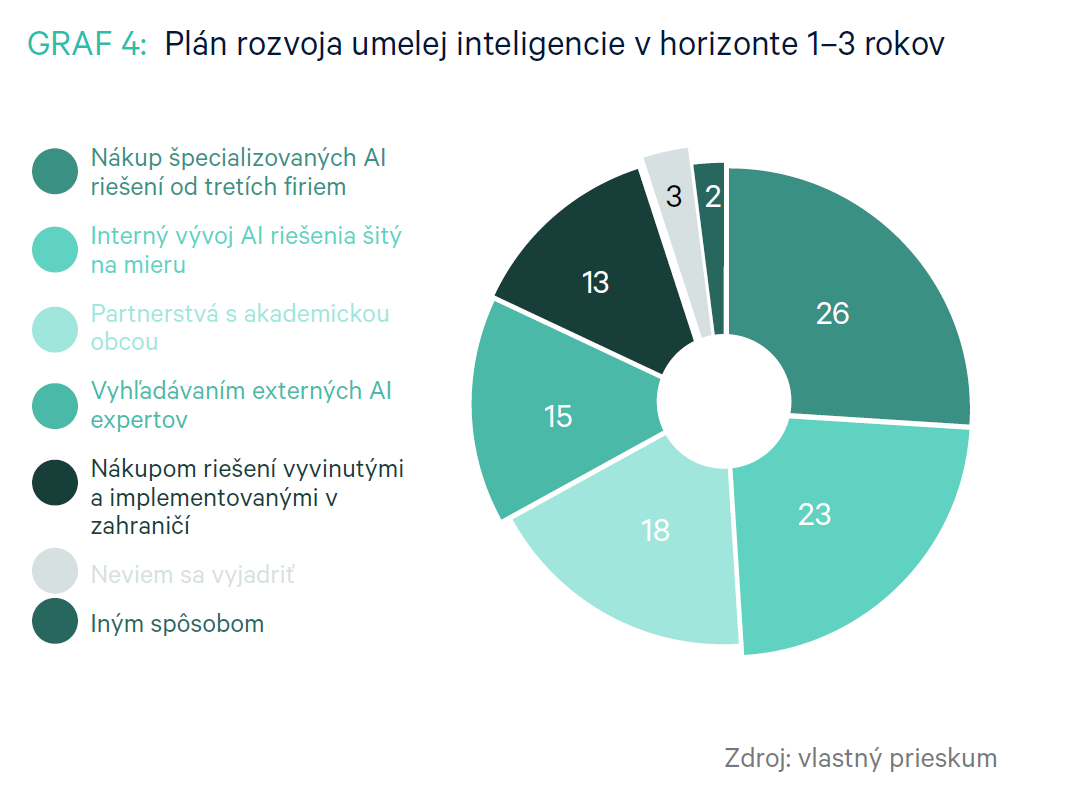 GRAF 4: Plán rozvoja umelej inteligencie v horizonte 1–3 rokov
Nákup špecializovaných AI
riešení od tretích firiem
Interný vývoj AI riešenia šitý
na mieru
Partnerstvá s akademickou
obcou
Vyhľadávaním externých AI
expertov
Nákupom riešení vyvinutými
a implementovanými v
zahraničí
Neviem sa vyjadriť
Iným spôsobom
3
2
13
26
15
23
18
Zdroj: vlastný prieskum